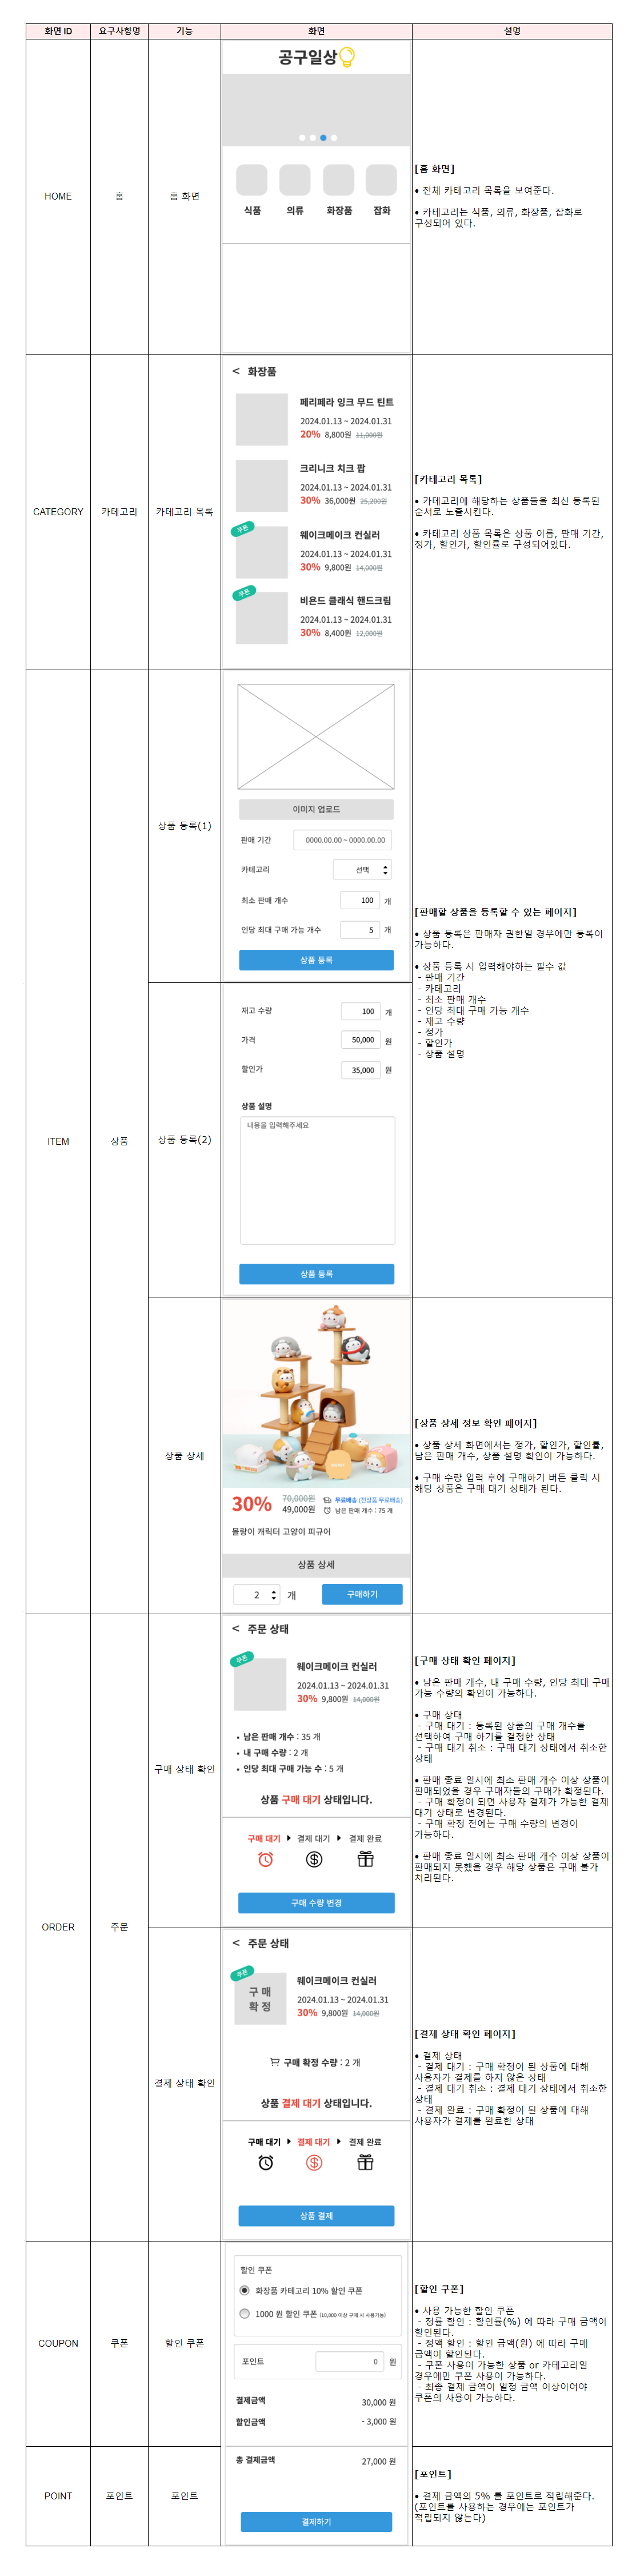 화면 ID 요구사항명 기능 화면 설명
HOME 홈 홈 화면
공구일상
식품 의류 화장품 잡화
[홈 화면]
• 전체 카테고리 목록을 보여준다.
• 카테고리는 식품, 의류, 화장품, 잡화로
구성되어 있다.
CATEGORY 카테고리 카테고리 목록
< 화장품
페리페라 잉크 무드 틴트
2024.01.13 ~ 2024.01.31
20% 8,800원 11,000원
크리니크 치크 팝
2024.01.13 ~ 2024.01.31
30% 36,000원 25,200원
쿠폰
웨이크메이크 컨실러
2024.01.13 ~ 2024.01.31
30% 9,800원 14,000원
쿠폰
비욘드 클래식 핸드크림
2024.01.13 ~ 2024.01.31
30% 8,400원 12,000원
[카테고리 목록]
• 카테고리에 해당하는 상품들을 최신 등록된
순서로 노출시킨다.
• 카테고리 상품 목록은 상품 이름, 판매 기간,
정가, 할인가, 할인률로 구성되어있다.
ITEM 상품
상품 등록(1)
이미지 업로드
판매 기간 0000.00.00 ~ 0000.00.00
카테고리 선택
최소 판매 개수 100 개
인당 최대 구매 가능 개수 5 개
상품 등록
상품 등록(2)
재고 수량 100 개
가격 50,000 원
할인가 35,000 원
상품 설명
내용을 입력해주세요
상품 등록
[판매할 상품을 등록할 수 있는 페이지]
• 상품 등록은 판매자 권한일 경우에만 등록이
가능하다.
• 상품 등록 시 입력해야하는 필수 값
- 판매 기간
- 카테고리
- 최소 판매 개수
- 인당 최대 구매 가능 개수
- 재고 수량
- 정가
- 할인가
- 상품 설명
상품 상세
30% 70,000원 무료배송 (전상품 무료배송)
49,000원 남은 판매 개수 : 75 개
몰랑이 캐릭터 고양이 피규어
상품 상세
2 개 구매하기
[상품 상세 정보 확인 페이지]
• 상품 상세 화면에서는 정가, 할인가, 할인률,
남은 판매 개수, 상품 설명 확인이 가능하다.
• 구매 수량 입력 후에 구매하기 버튼 클릭 시
해당 상품은 구매 대기 상태가 된다.
ORDER 주문
구매 상태 확인
< 주문 상태
쿠폰
웨이크메이크 컨실러
2024.01.13 ~ 2024.01.31
30% 9,800원 14,000원
• 남은 판매 개수 : 35 개
• 내 구매 수량 : 2 개
• 인당 최대 구매 가능 수 : 5 개
상품 구매 대기 상태입니다.
구매 대기 ▶ 결제 대기 ▶ 결제 완료
구매 수량 변경
[구매 상태 확인 페이지]
• 남은 판매 개수, 내 구매 수량, 인당 최대 구매
가능 수량의 확인이 가능하다.
• 구매 상태
- 구매 대기 : 등록된 상품의 구매 개수를
선택하여 구매 하기를 결정한 상태
- 구매 대기 취소 : 구매 대기 상태에서 취소한
상태
• 판매 종료 일시에 최소 판매 개수 이상 상품이
판매되었을 경우 구매자들의 구매가 확정된다.
- 구매 확정이 되면 사용자 결제가 가능한 결제
대기 상태로 변경된다.
- 구매 확정 전에는 구매 수량의 변경이
가능하다.
• 판매 종료 일시에 최소 판매 개수 이상 상품이
판매되지 못했을 경우 해당 상품은 구매 불가
처리된다.
결제 상태 확인
< 주문 상태
쿠폰
구 매
확 정
웨이크메이크 컨실러
2024.01.13 ~ 2024.01.31
30% 9,800원 14,000원
구매 확정 수량 : 2 개
상품 결제 대기 상태입니다.
구매 대기 ▶ 결제 대기 ▶ 결제 완료
상품 결제
[결제 상태 확인 페이지]
• 결제 상태
- 결제 대기 : 구매 확정이 된 상품에 대해
사용자가 결제를 하지 않은 상태
- 결제 대기 취소 : 결제 대기 상태에서 취소한
상태
- 결제 완료 : 구매 확정이 된 상품에 대해
사용자가 결제를 완료한 상태
COUPON 쿠폰 할인 쿠폰
할인 쿠폰
화장품 카테고리 10% 할인 쿠폰
1000 원 할인 쿠폰 (10,000 이상 구매 시 사용가능)
포인트 0 원
결제금액 30,000 원
할인금액 - 3,000 원
[할인 쿠폰]
• 사용 가능한 할인 쿠폰
- 정률 할인 : 할인률(%) 에 따라 구매 금액이
할인된다.
- 정액 할인 : 할인 금액(원) 에 따라 구매
금액이 할인된다.
- 쿠폰 사용이 가능한 상품 or 카테고리일
경우에만 쿠폰 사용이 가능하다.
- 최종 결제 금액이 일정 금액 이상이어야
쿠폰의 사용이 가능하다.
POINT 포인트 포인트
총 결제금액 27,000 원
결제하기
[포인트]
• 결제 금액의 5% 를 포인트로 적립해준다.
(포인트를 사용하는 경우에는 포인트가
적립되지 않는다)